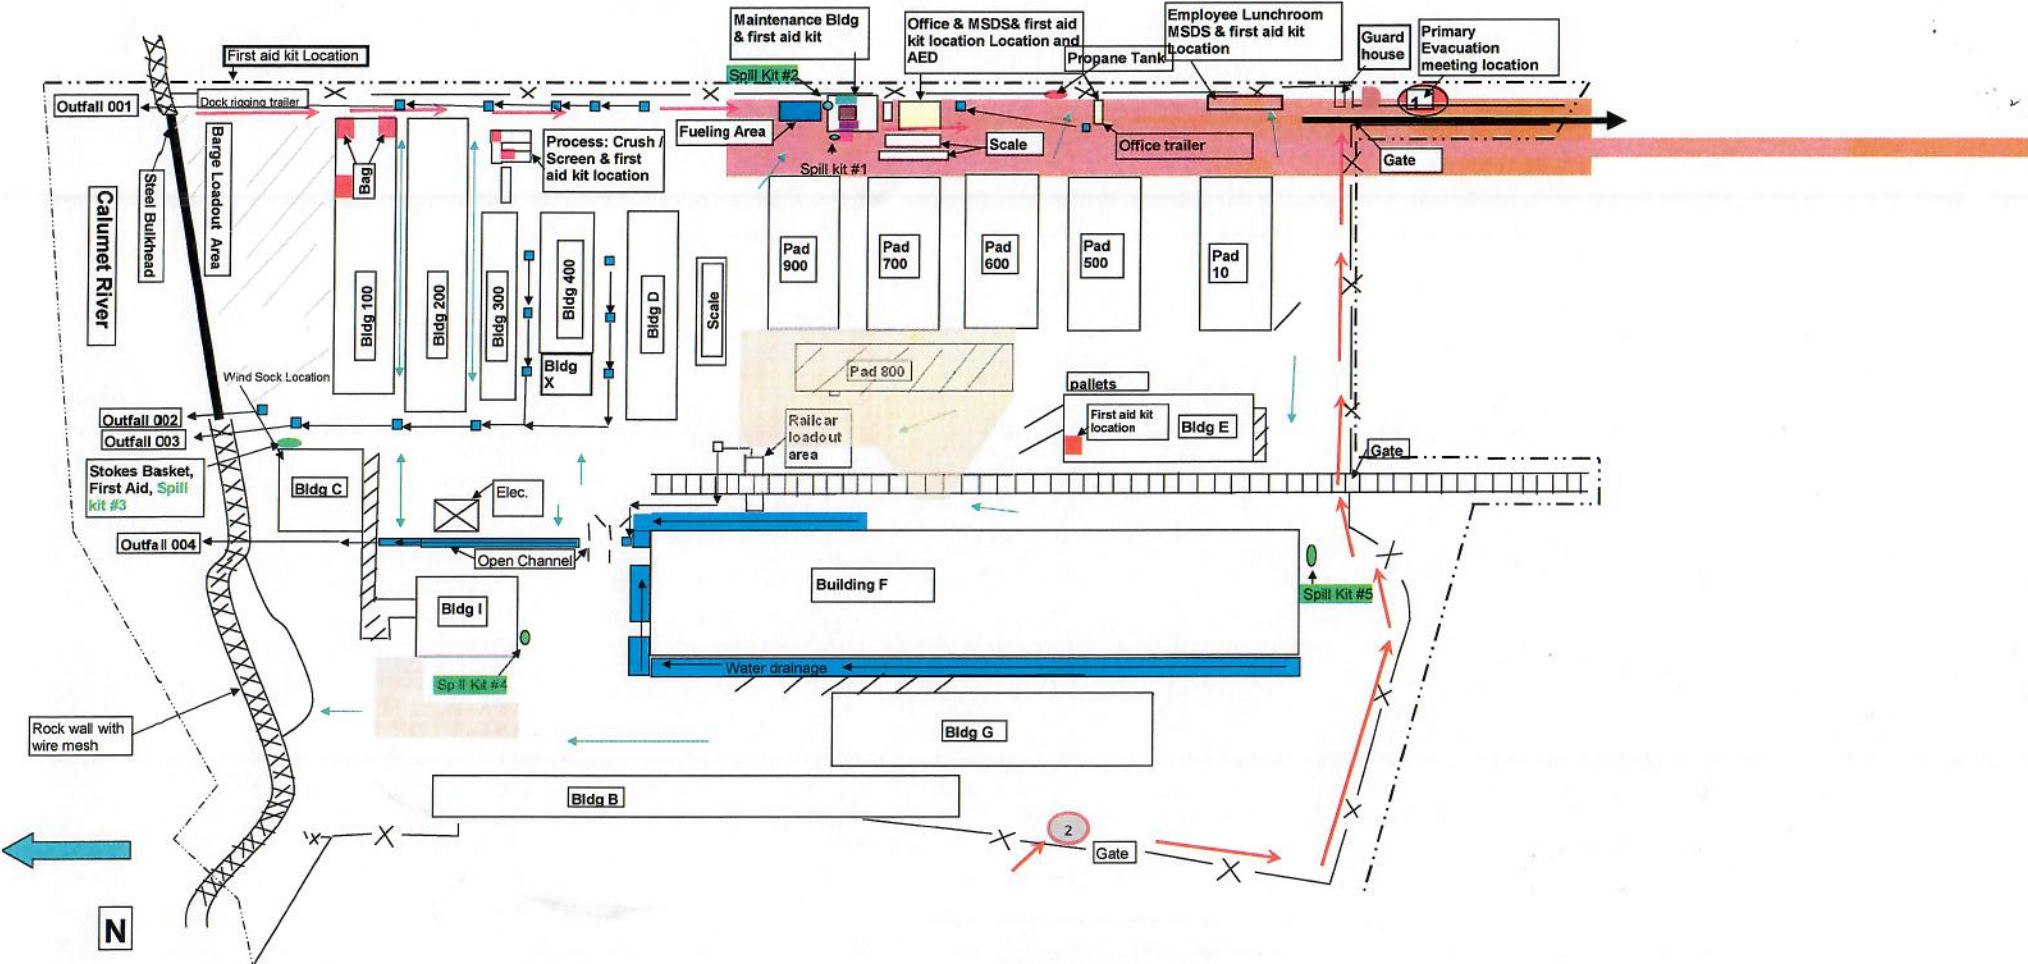 First aid kit Location
Maintenance Bldg
& first aid kit
Office & MSDS& first aid
kit location Location and
AED
Employee Lunchroom
MSDS & first aid kit
Location
Propane Tank
Guard
house
Primary
Evacuation
meeting location
Spill Kit #2
Outfall 001
Dock rigging trailer
1
Fueling Area
Process: Crush /
Screen & first
aid kit location
Scale
Office trailer
Gate
Spill kit #1
Bag
Barge Loadout Area
Steel Bulkhead
Calumet River
Bldg 100
Bldg 200
Bldg 300
Bldg 400
Bldg
X
Bldg D
Scale
Pad
900
Pad
700
Pad
600
Pad
500
Pad
10
Pad 800
Wind Sock Location
pallets
Outfall 002
Outfall 003
Railcar
loadout
area
First aid kit
location
Bldg E
Gate
Stokes Basket,
First Aid, Spill
kit #3
Bldg C
Elec.
Outfall 004
Open Channel
Building F
Spill Kit #5
Bldg I
Water drainage
Sp ll Kit #4
Rock wall with
wire mesh
Bldg G
Bldg B
2
Gate
N